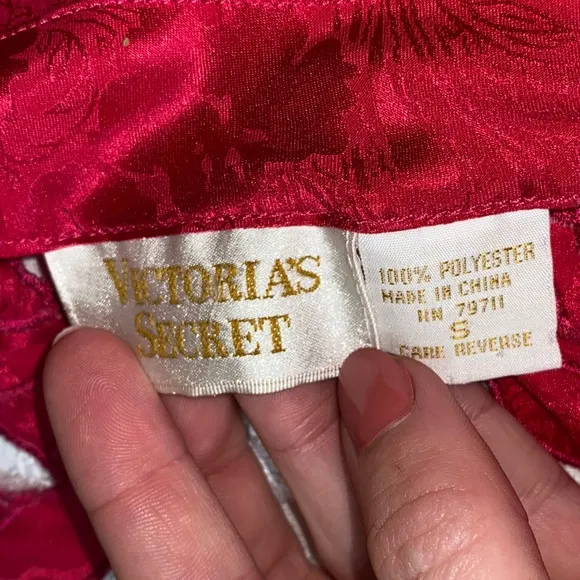 VICTORIA'S
SECRET
100% POLYESTER
MADE IN CHINA
RN 79711
S
CARE REVERSE